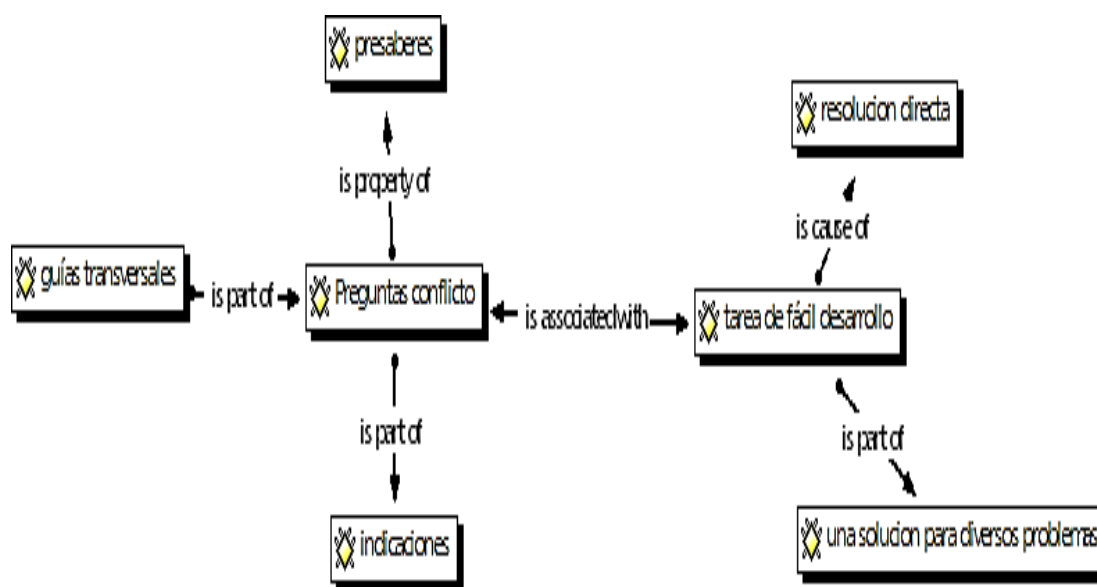 presaberes
resolucion directa
is property of
is cause of
guías transversales
is part of
Preguntas conflicto
is associated with
tarea de fácil desarrollo
is part of
is part of
indicaciones
una solucion para diversos problemas